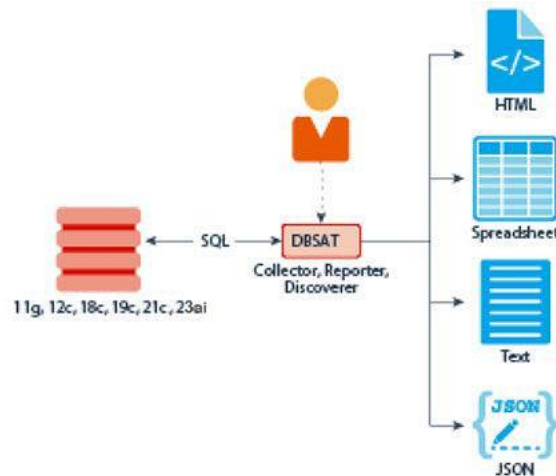 </>
HTML
Spreadsheet
SQL
DBSAT
Collector, Reporter,
Discoverer
11g, 12c, 18c, 19c, 21c, 23ai
Text
JSON
JSON